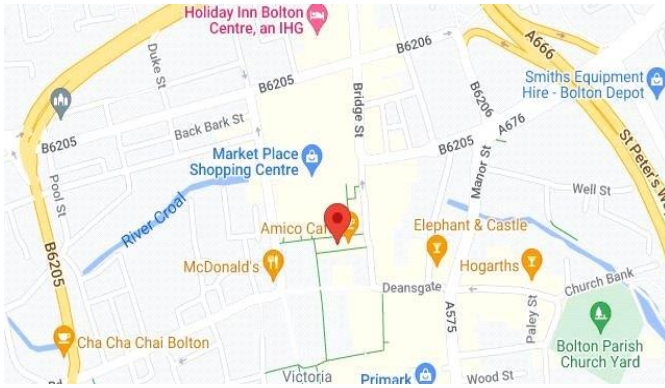 Holiday Inn Bolton
Centre, an IHG
Duke St
B6205
B6206
A666
Smiths Equipment
Hire - Bolton Depot
B6206
Bridge St
Back Bark St
A676
B6205
B6205
Market Place
Shopping Centre
Manor St
St Peter's W
Pool St
Well St
River Croal
B6205
Amico Ca
Elephant & Castle
McDonald's
Hogarths
Church Bank
Deansgate
A575
Paley St
Cha Cha Chai Bolton
Bolton Parish
Church Yard
Victoria
Primark
Wood St